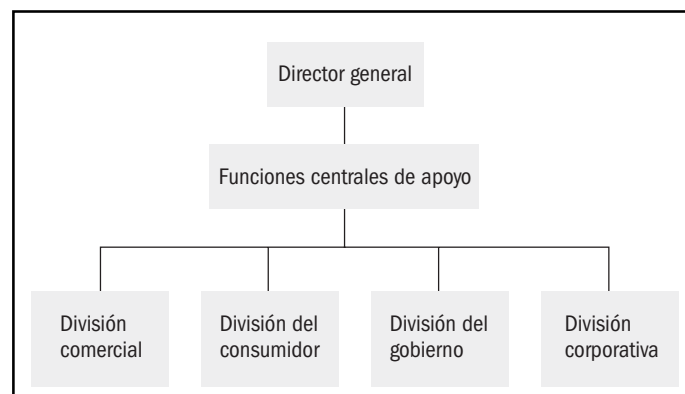 Director general
Funciones centrales de apoyo
División
comercial
División del
consumidor
División del
gobierno
División
corporativa